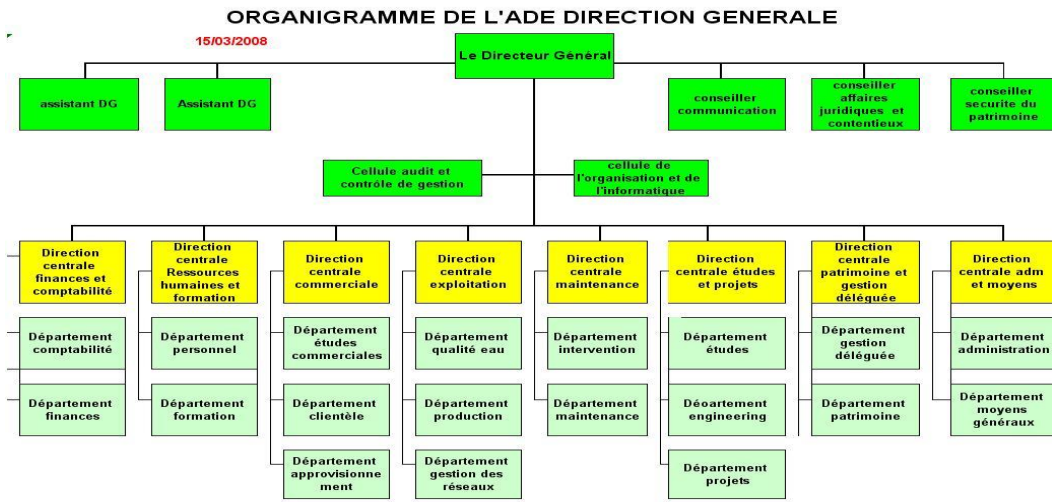 ORGANIGRAMME DE L'ADE DIRECTION GENERALE
15/03/2008
Le Directeur Général
assistant DG
Assistant DG
conseiller
communication
conseiller
affaires
juridiques et
contentieux
conseiller
securite du
patrimoine
Cellule audit et
contrôle de gestion
cellule de
l'organisation et de
l'informatique
Direction
centrale
finances et
comptabilité
Direction
centrale
Ressources
humaines et
formation
Direction
centrale
commerciale
Direction
centrale
exploitation
Direction
centrale
maintenance
Direction
centrale études
et projets
Direction
centrale
patrimoine et
gestion
déléguée
Direction
centrale adm
et moyens
Département
comptabilité
Département
personnel
Département
études
commerciales
Département
qualité eau
Département
intervention
Département
études
Département
gestion
déléguée
Département
administration
Département
finances
Département
formation
Département
clientèle
Département
production
Département
maintenance
Déoartement
engineering
Département
patrimoine
Département
moyens
généraux
Département
approvisionne
ment
Département
gestion des
réseaux
Département
projets